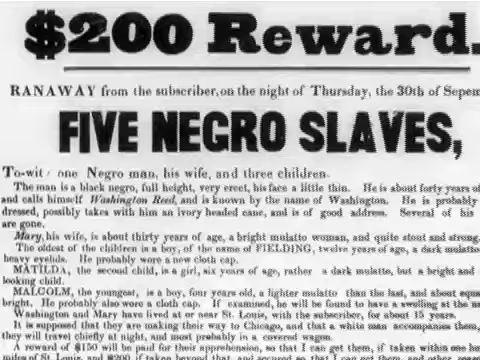 $200 Reward.
RANAWAY from the subscriber, on the night of Thursday, the 30th of Sepem
FIVE NEGRO SLAVES,
To-wit: one Negro man, his wife, and three children.
The man is a black negro, full height, very erect, his face a little thin. He is about forty years of
and calls himself Washington Reed, and is known by the name of Washington. He is probably
dressed, possibly takes with him an ivory headed cane, and is of good address. Several of his
are gone.
Mary, his wife, is about thirty years of age, a bright mulatto woman, and quite stout and strong.
The oldest of the children is a boy, of the name of FIELDING, twelve years of age, a dark mulatto
heavy eyelids. He probably wore a new cloth cap.
MATILDA, the second child, is a girl, six years of age, rather a dark mulatto, but a bright and
looking child.
MALCOLM, the youngest, is a boy, four years old, a lighter mulatto than the last, and about equa
bright. He probably also wore a cloth cap. If examined, he will be found to have a swelling at the na
Washington and Mary have lived at or near St. Louis, with the subscriber, for about 15 years.
It is supposed that they are making their way to Chicago, and that a white man accompanies them,
they will travel chiefly at night, and most probably in a covered wagon.
A reward of $150 will be paid for their apprehension, so that I can get them, if taken within one hun
miles of St. Louis, and $200 if taken beyond that, and secured so that I can get them, and other